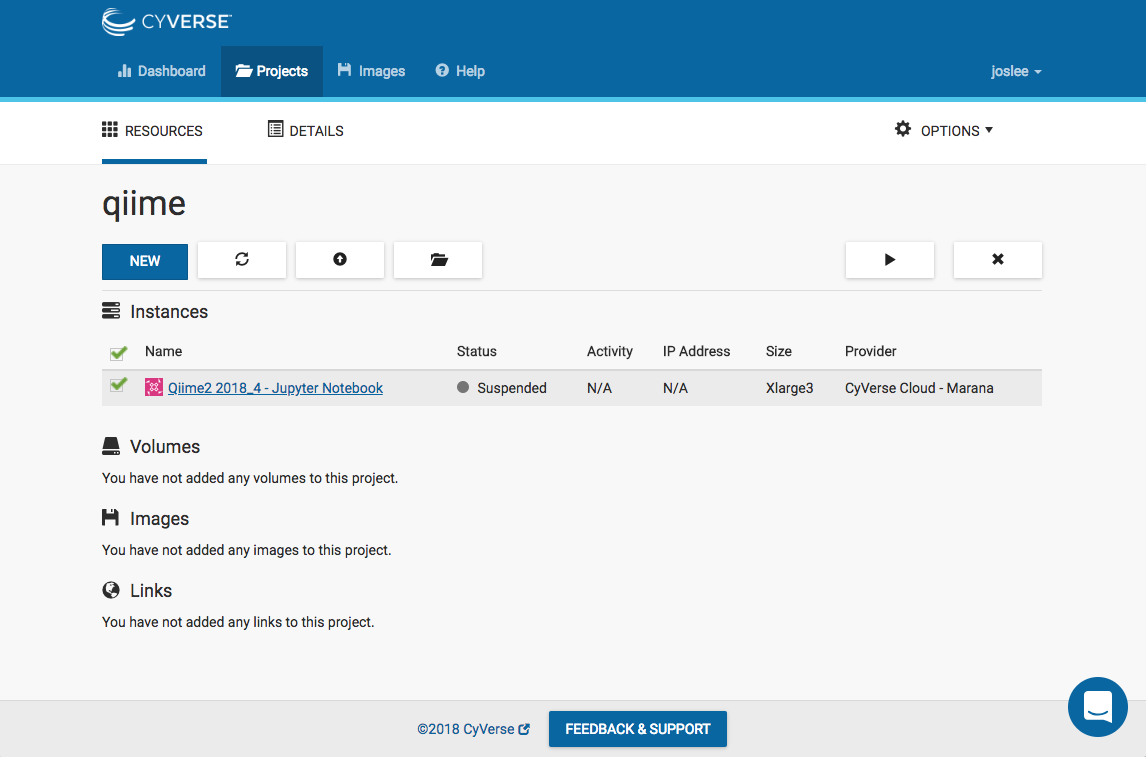 CYVERSE
Dashboard Projects Images Help joslee
RESOURCES DETAILS OPTIONS
qiime
NEW
Instances
Name Status Activity IP Address Size Provider
Qiime2 2018_4 - Jupyter Notebook Suspended N/A N/A Xlarge3 CyVerse Cloud - Marana
Volumes
You have not added any volumes to this project.
Images
You have not added any images to this project.
Links
You have not added any links to this project.
©2018 CyVerse FEEDBACK & SUPPORT